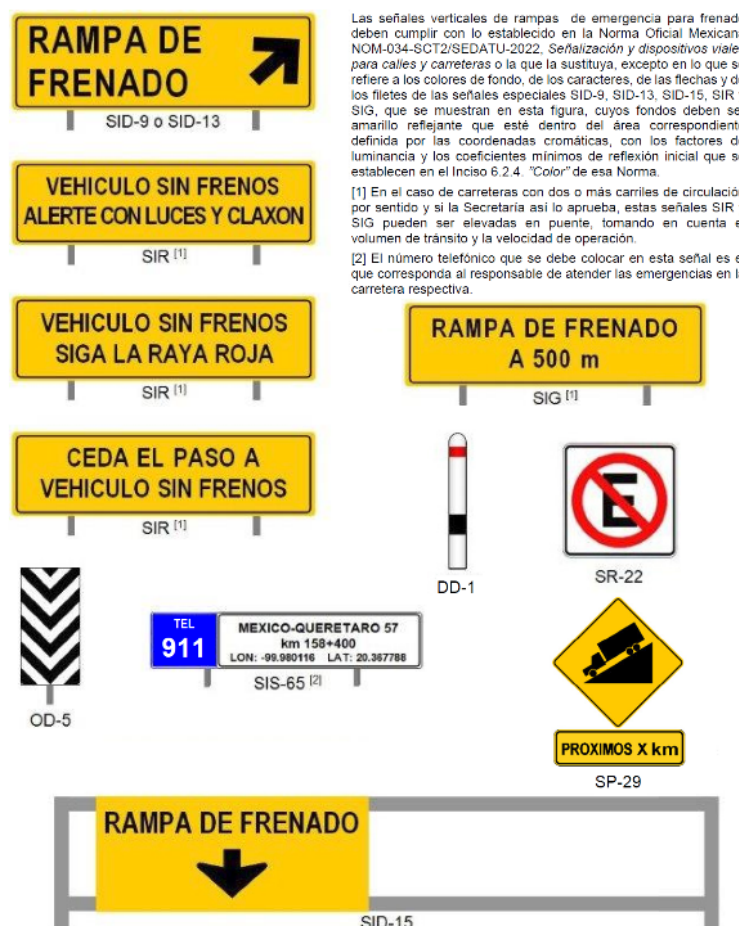 RAMPA DE
FRENADO
SID-9 o SID-13
VEHICULO SIN FRENOS
ALERTE CON LUCES Y CLAXON
SIR [1]
VEHICULO SIN FRENOS
SIGA LA RAYA ROJA
SIR [1]
CEDA EL PASO A
VEHICULO SIN FRENOS
SIR [1]
Las señales verticales de rampas de emergencia para frenado
deben cumplir con lo establecido en la Norma Oficial Mexican
NOM-034-SCT2/SEDATU-2022, Señalización y dispositivos viale
para calles y carreteras o la que la sustituya, excepto en lo que se
refiere a los colores de fondo, de los caracteres, de las flechas y de
los filetes de las señales especiales SID-9, SID-13, SID-15, SIR
SIG, que se muestran en esta figura, cuyos fondos deben se
amarillo reflejante que esté dentro del área correspondiente
definida por las coordenadas cromáticas, con los factores de
luminancia y los coeficientes mínimos de reflexión inicial que se
establecen en el Inciso 6.2.4. "Color" de esa Norma.
[1] En el caso de carreteras con dos o más carriles de circulación
por sentido y si la Secretaría así lo aprueba, estas señales SIR
SIG pueden ser elevadas en puente, tomando en cuenta e
volumen de tránsito y la velocidad de operación.
[2] El número telefónico que se debe colocar en esta señal es e
que corresponda al responsable de atender las emergencias en la
carretera respectiva.
RAMPA DE FRENADO
A 500 m
SIG [1]
DD-1
E
SR-22
OD-5
TEL
911
MEXICO-QUERETARO 57
km 158+400
LON: -99.980116 LAT: 20.367788
SIS-65 [2]
PROXIMOS X km
SP-29
RAMPA DE FRENADO
SID-15